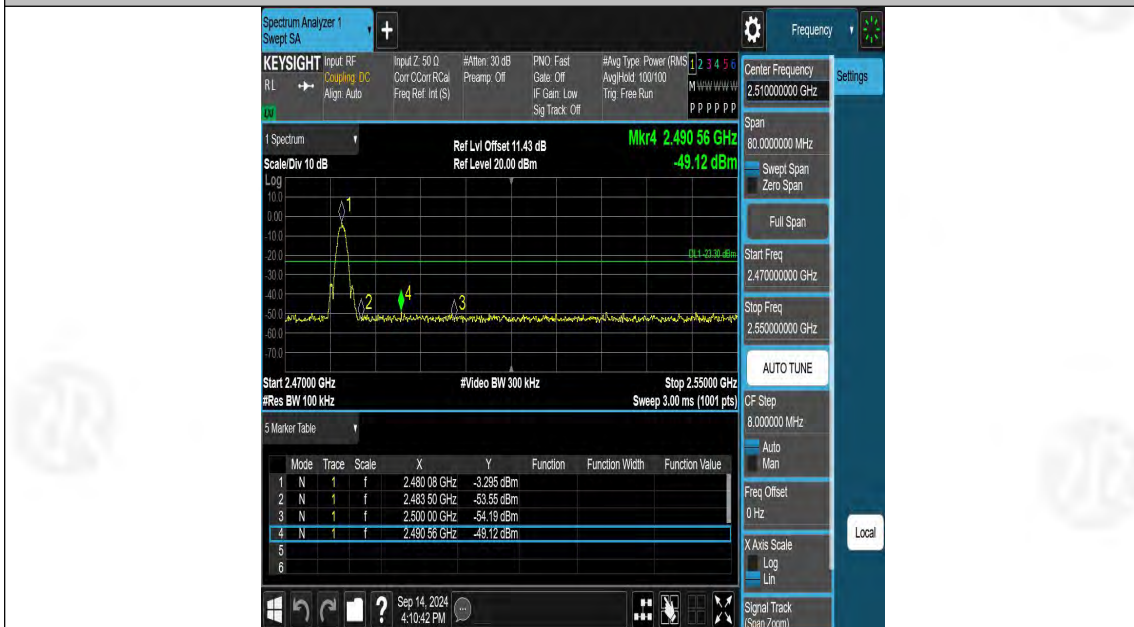 Spectrum Analyzer 1
Swept SA
+
Frequency
KEYSIGHT
RL
Input: RF
Coupling: DC
Align: Auto
Input Z: 50 Ω
Corr CCorr RCal
Freq Ref: Int (S)
#Atten: 30 dB
Preamp: Off
PNO: Fast
Gate: Off
IF Gain: Low
Sig Track: Off
#Avg Type: Power (RMS
Avg|Hold: 100/100
Trig: Free Run
1 2 3 4 5 6
M W W W W W
P P P P P P
Center Frequency
2.510000000 GHz
Settings
Span
80.0000000 MHz
Swept Span
Zero Span
Full Span
Start Freq
2.470000000 GHz
Stop Freq
2.550000000 GHz
AUTO TUNE
CF Step
8.000000 MHz
Auto
Man
Freq Offset
0 Hz
X Axis Scale
Log
Lin
Signal Track
(Span Zoom)
Local
1 Spectrum
Scale/Div 10 dB
Log
Ref Lvl Offset 11.43 dB
Ref Level 20.00 dBm
Mkr4 2.490 56 GHz
-49.12 dBm
10.0
0.00
-10.0
-20.0
-30.0
-40.0
-50.0
-60.0
-70.0
1
2
4
3
DL1 -23.30 dBm
Start 2.47000 GHz
#Res BW 100 kHz
#Video BW 300 kHz
Stop 2.55000 GHz
Sweep 3.00 ms (1001 pts)
5 Marker Table
Mode Trace Scale X Y Function Function Width Function Value
1 N 1 f 2.480 08 GHz -3.295 dBm
2 N 1 f 2.483 50 GHz -53.55 dBm
3 N 1 f 2.500 00 GHz -54.19 dBm
4 N 1 f 2.490 56 GHz -49.12 dBm
5
6
?
Sep 14, 2024
4:10:42 PM